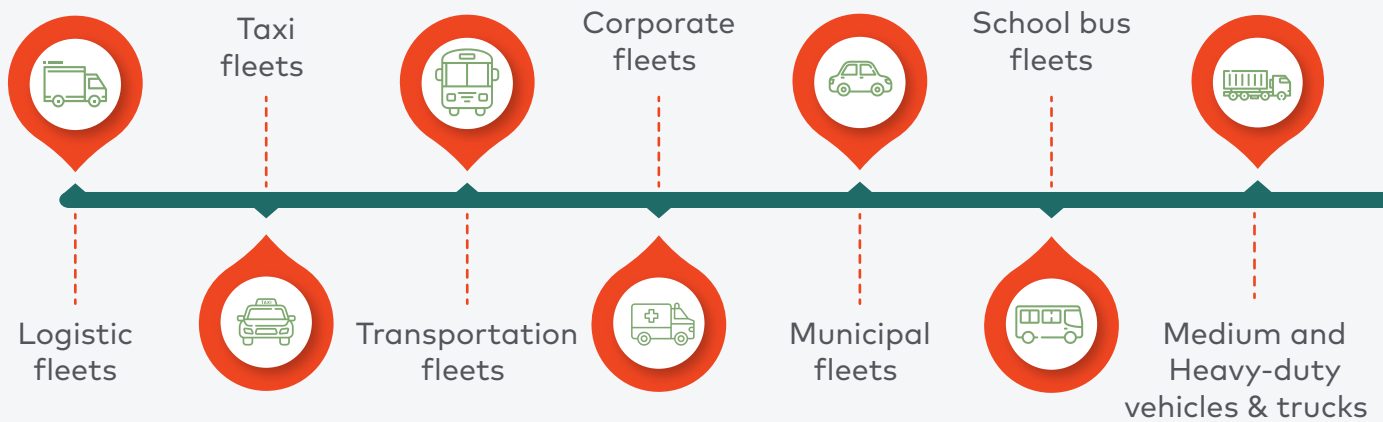 Taxi
fleets
Corporate
fleets
School bus
fleets
TAXI
Logistic
fleets
Transportation
fleets
Municipal
fleets
Medium and
Heavy-duty
vehicles & trucks